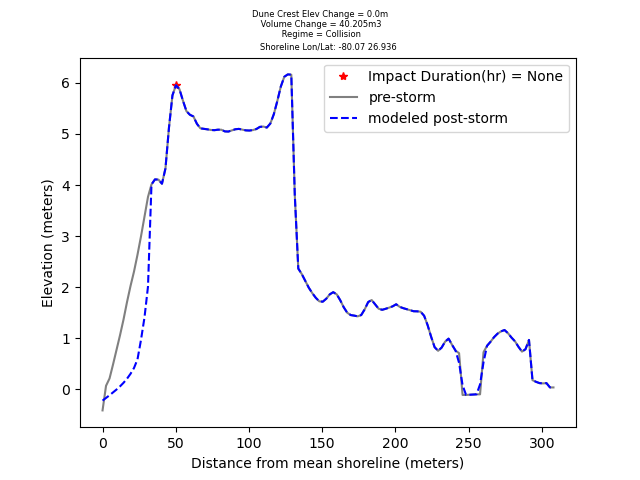 Dune Crest Elev Change = 0.0m
Volume Change = 40.205m3
Regime = Collision
Shoreline Lon/Lat: -80.07 26.936
Impact Duration(hr) = None
pre-storm
modeled post-storm
6
5
4
3
2
1
0
Elevation (meters)
0 50 100 150 200 250 300
Distance from mean shoreline (meters)